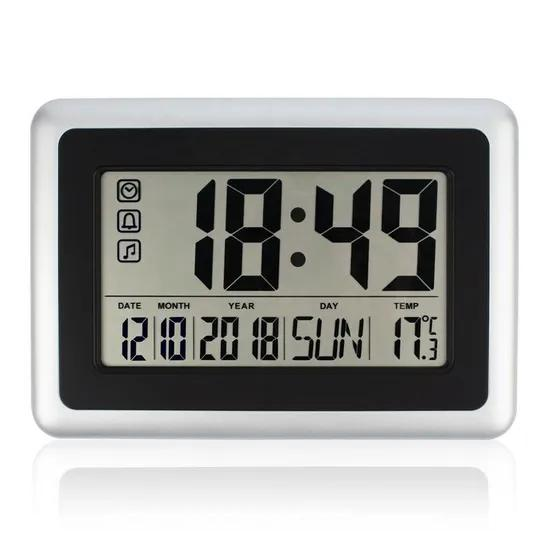 18:49
DATE MONTH YEAR DAY TEMP
12 10 2018 SUN 17.3°C